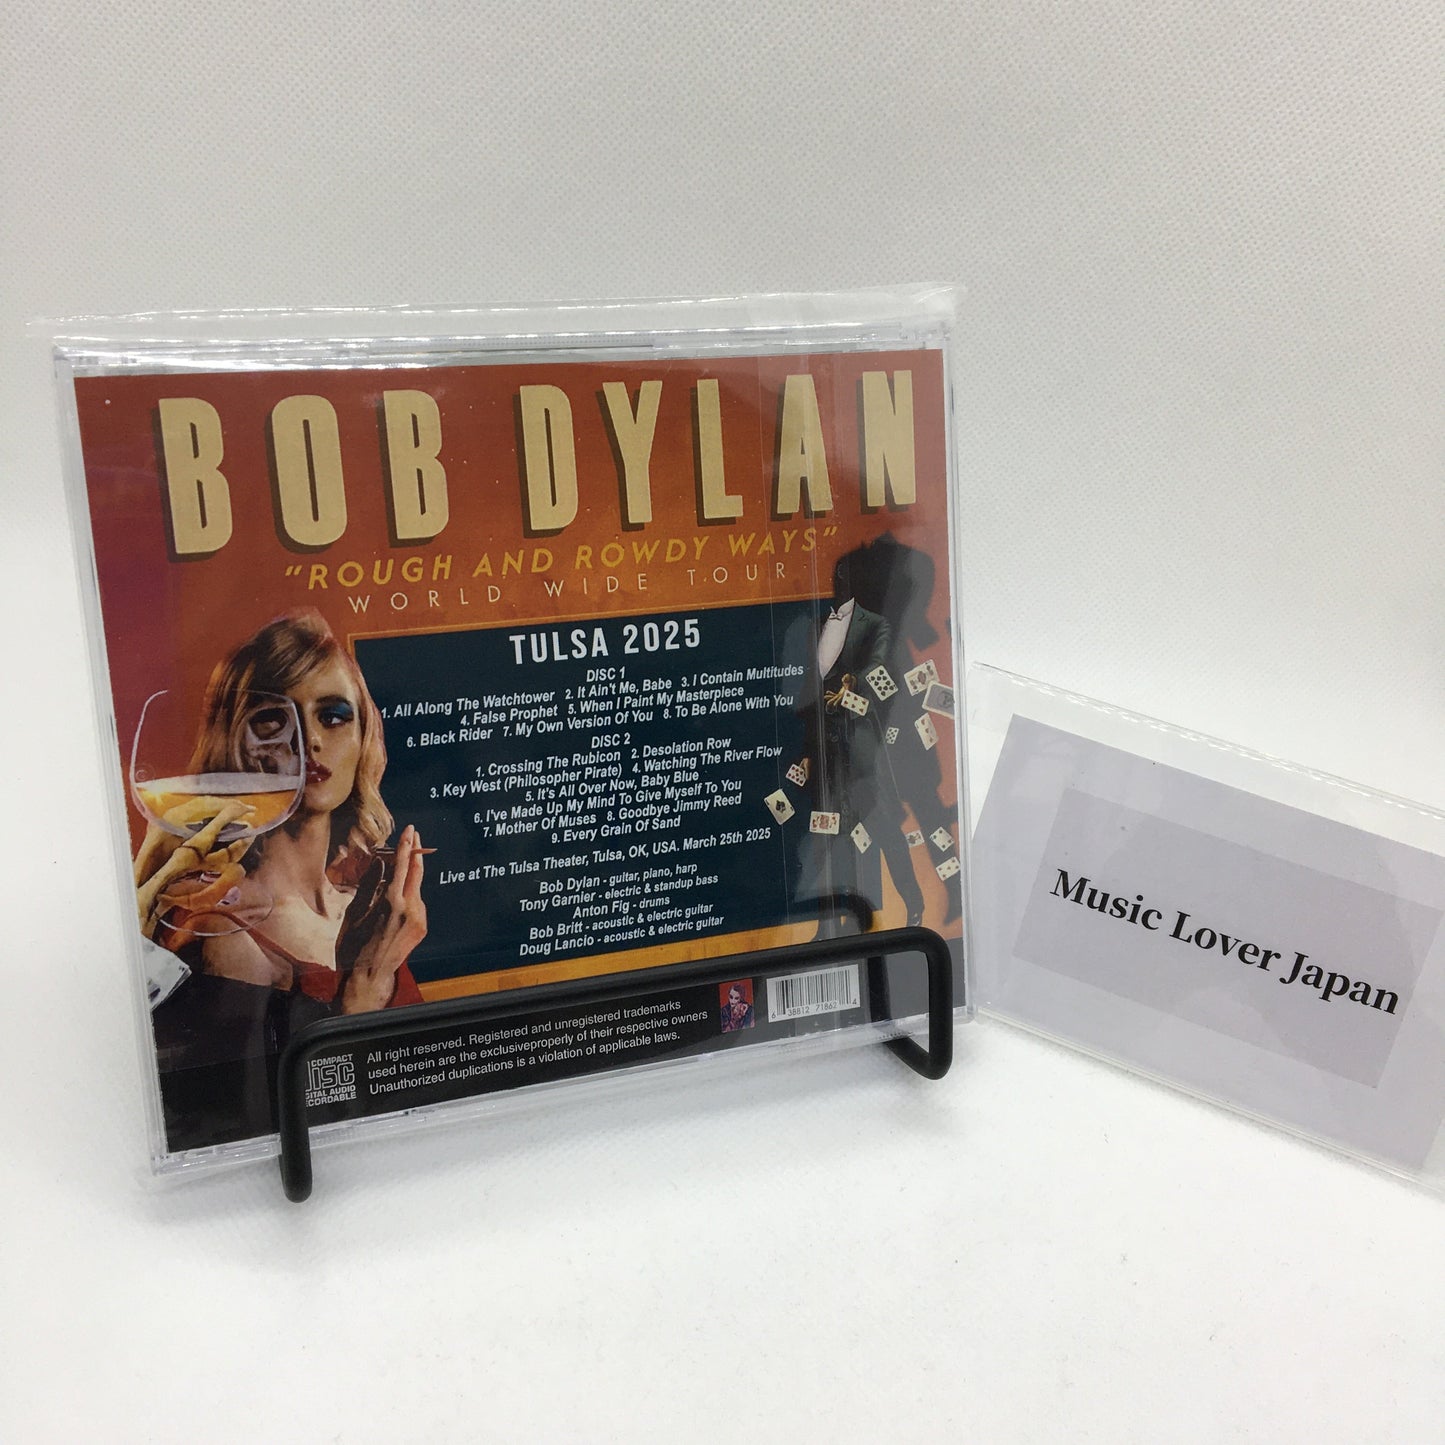 BOB DYLAN
"ROUGH AND ROWDY WAYS"
WORLD WIDE TOUR
TULSA 2025
DISC 1
1. All Along The Watchtower 2. It Ain't Me, Babe 3. I Contain Multitudes
4. False Prophet 5. When I Paint My Masterpiece
6. Black Rider 7. My Own Version Of You 8. To Be Alone With You
DISC 2
1. Crossing The Rubicon 2. Desolation Row
3. Key West (Philosopher Pirate) 4. Watching The River Flow
5. It's All Over Now, Baby Blue
6. I've Made Up My Mind To Give Myself To You
7. Mother Of Muses 8. Goodbye Jimmy Reed
9. Every Grain Of Sand
Live at The Tulsa Theater, Tulsa, OK, USA. March 25th 2025
Bob Dylan - guitar, piano, harp
Tony Garnier - electric & standup bass
Anton Fig - drums
Bob Britt - acoustic & electric guitar
Doug Lancio - acoustic & electric guitar
COMPACT
disc
All right reserved. Registered and unregistered trademarks
used herein are the exclusiveproperly of their respective owners
Unauthorized duplications is a violation of applicable laws.
6 38812 71862 4
Music Lover Japan